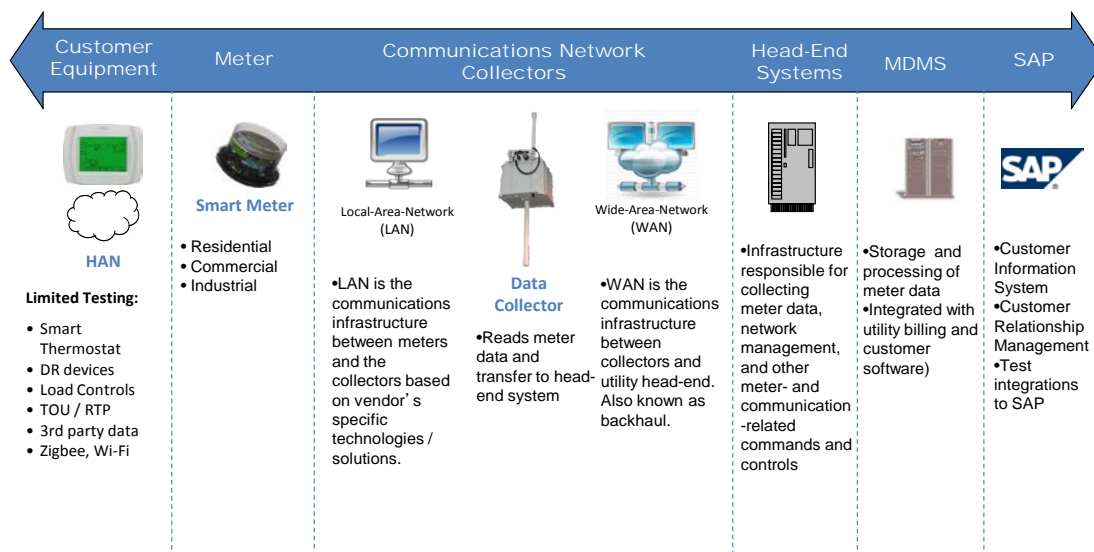 Customer
Equipment
Meter
Communications Network
Collectors
Head-End
Systems
MDMS
SAP
HAN
Limited Testing:
• Smart
Thermostat
• DR devices
• Load Controls
• TOU / RTP
• 3rd party data
• Zigbee, Wi-Fi
Smart Meter
• Residential
• Commercial
• Industrial
Local-Area-Network
(LAN)
•LAN is the
communications
infrastructure
between meters
and the
collectors based
on vendor’s
specific
technologies /
solutions.
Data
Collector
•Reads meter
data and
transfer to head-
end system
Wide-Area-Network
(WAN)
•WAN is the
communications
infrastructure
between
collectors and
utility head-end.
Also known as
backhaul.
•Infrastructure
responsible for
collecting
meter data,
network
management,
and other
meter- and
communication
-related
commands and
controls
•Storage and
processing of
meter data
•Integrated with
utility billing and
customer
software)
SAP
®
•Customer
Information
System
•Customer
Relationship
Management
•Test
integrations
to SAP